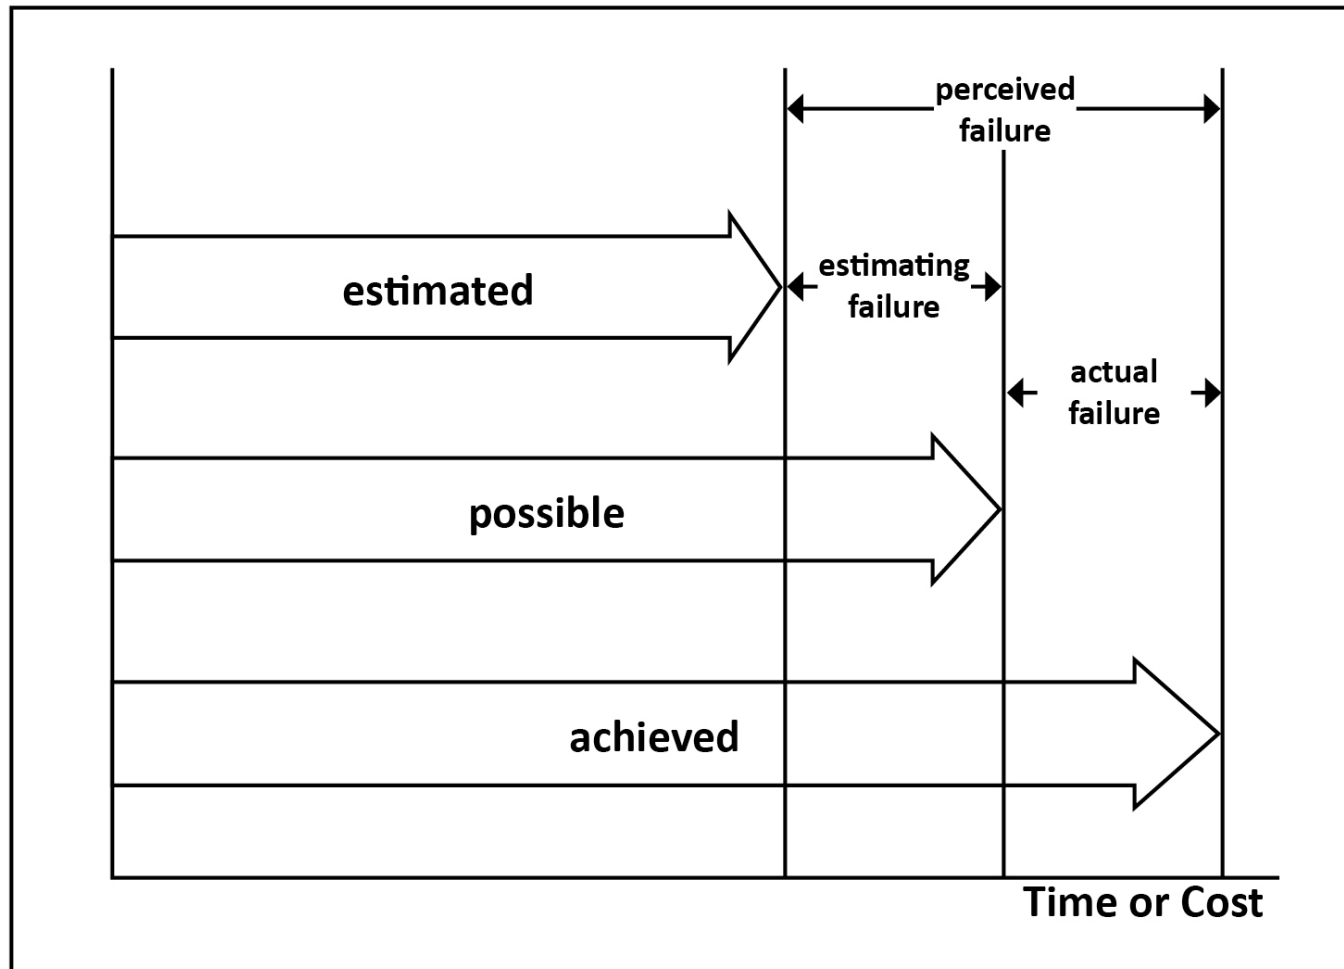 perceived
failure
estimated
estimating
failure
actual
failure
possible
achieved
Time or Cost